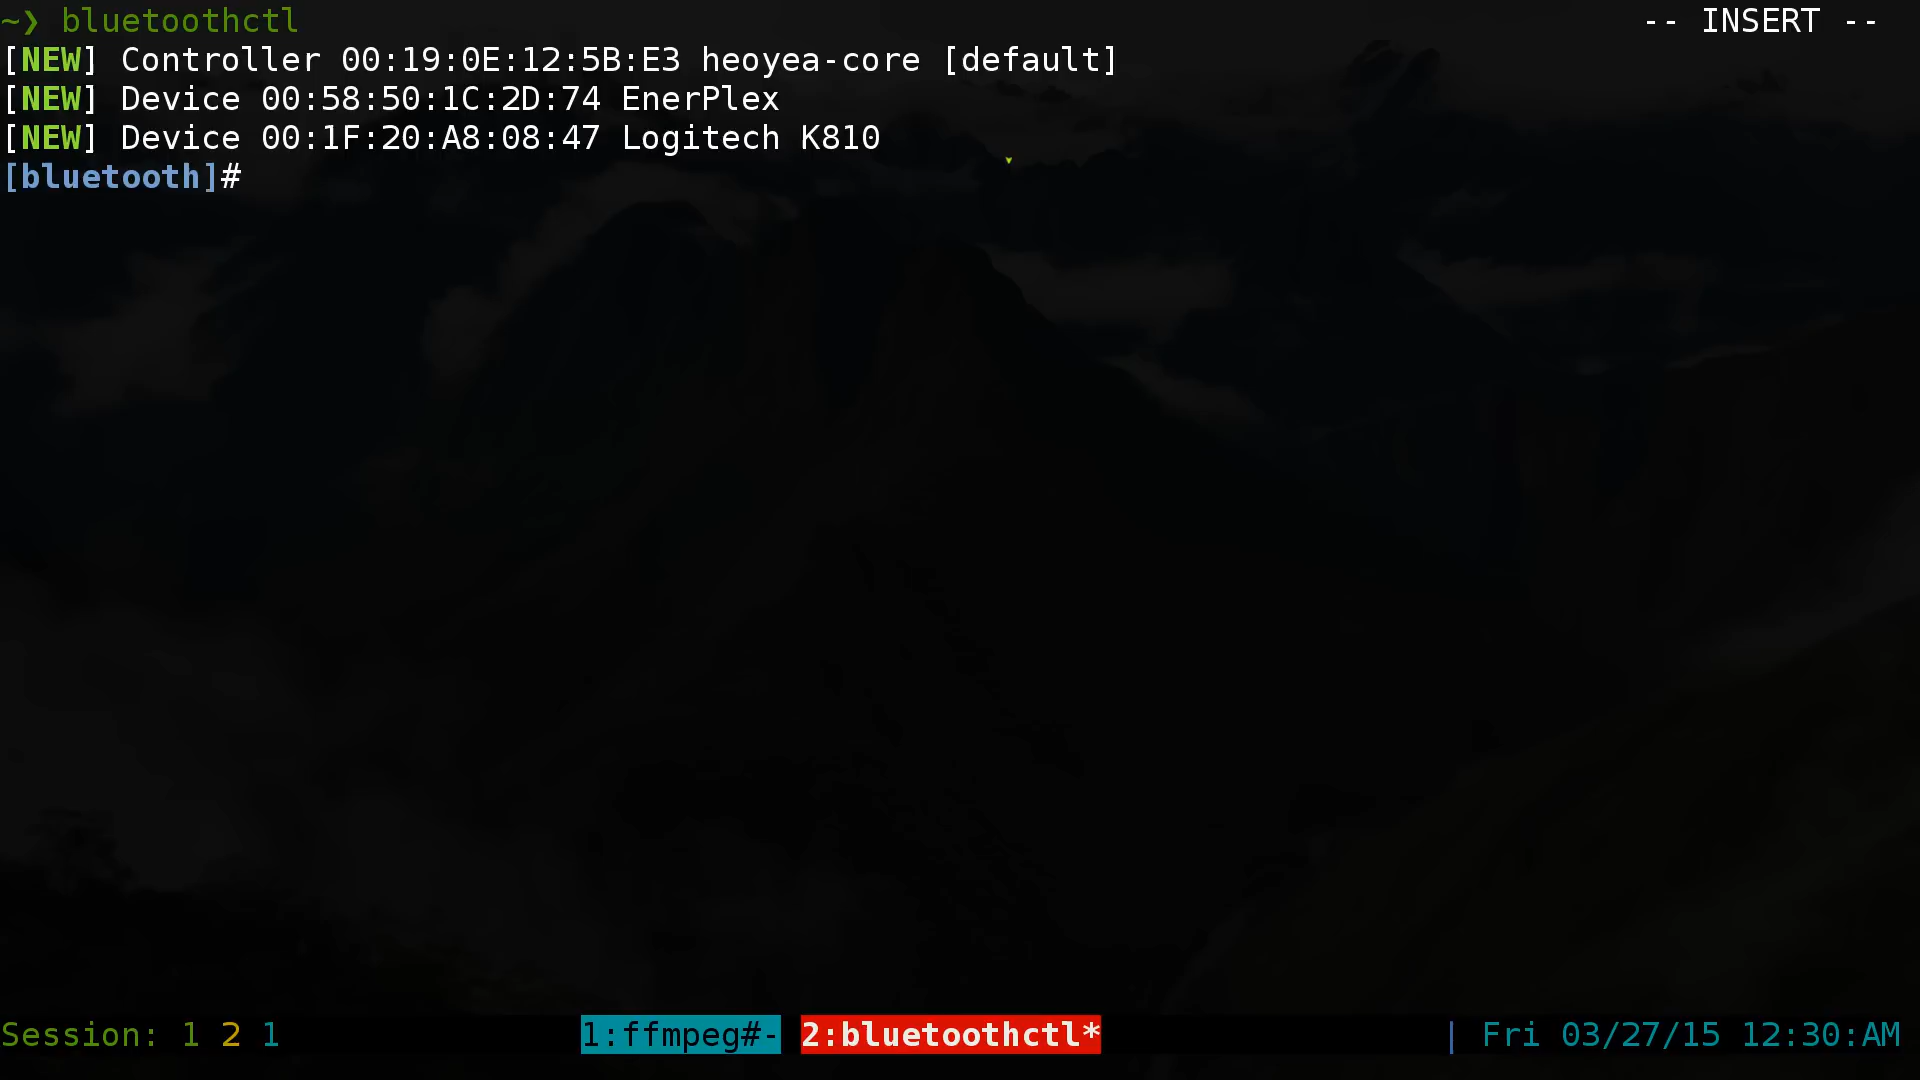 ~❯ bluetoothctl -- INSERT --
[NEW] Controller 00:19:0E:12:5B:E3 heoyea-core [default]
[NEW] Device 00:58:50:1C:2D:74 EnerPlex
[NEW] Device 00:1F:20:A8:08:47 Logitech K810
[bluetooth]#
Session: 1 2 1 1:ffmpeg#- 2:bluetoothctl* | Fri 03/27/15 12:30:AM